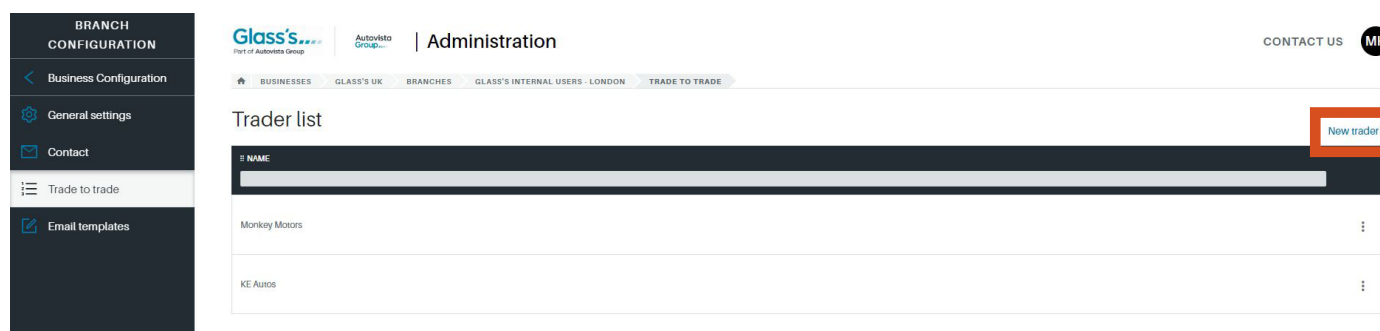 BRANCH
CONFIGURATION
Business Configuration
General settings
Contact
Trade to trade
Email templates
Glass's.....
Part of Autovista Group
Autovista
Group.....
| Administration
CONTACT US
BUSINESSES
GLASS'S UK
BRANCHES
GLASS'S INTERNAL USERS - LONDON
TRADE TO TRADE
Trader list
New trader
NAME
Monkey Motors
KE Autos